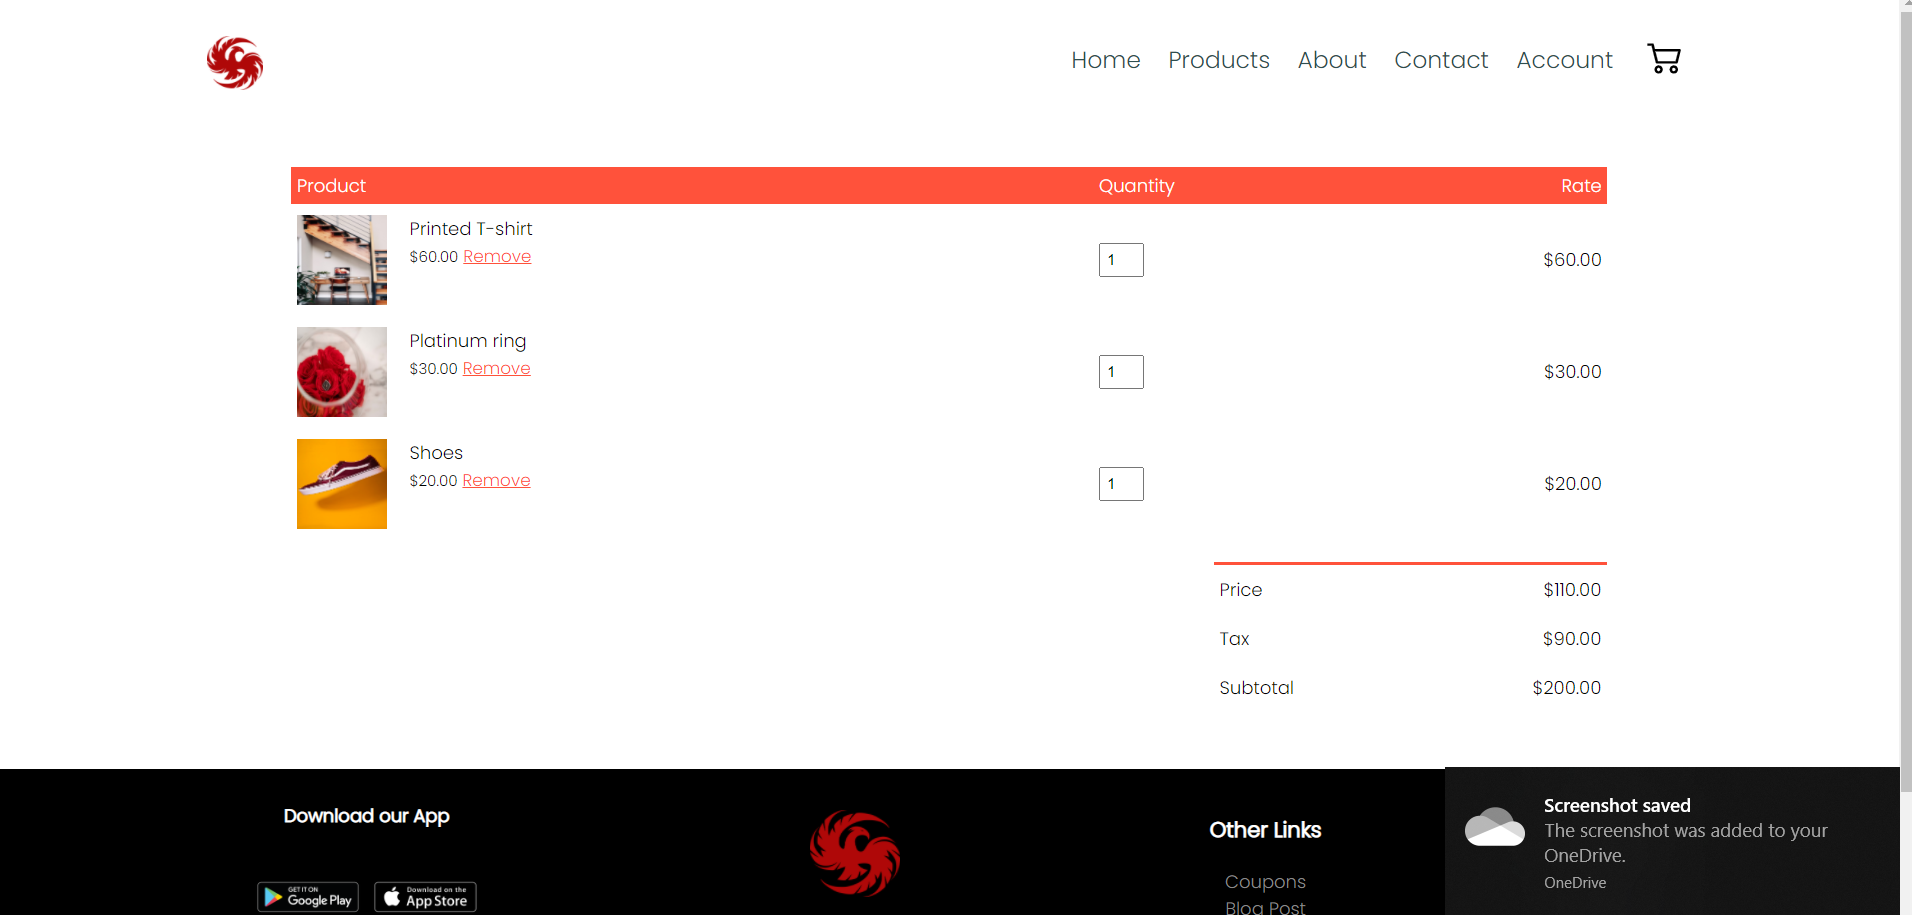 Home Products About Contact Account
Product Quantity Rate
Printed T-shirt
$60.00 Remove
1
$60.00
Platinum ring
$30.00 Remove
1
$30.00
Shoes
$20.00 Remove
1
$20.00
Price $110.00
Tax $90.00
Subtotal $200.00
Download our App
GET IT ON
Google Play
Download on the
App Store
Other Links
Coupons
Blog Post
Screenshot saved
The screenshot was added to your
OneDrive.
OneDrive